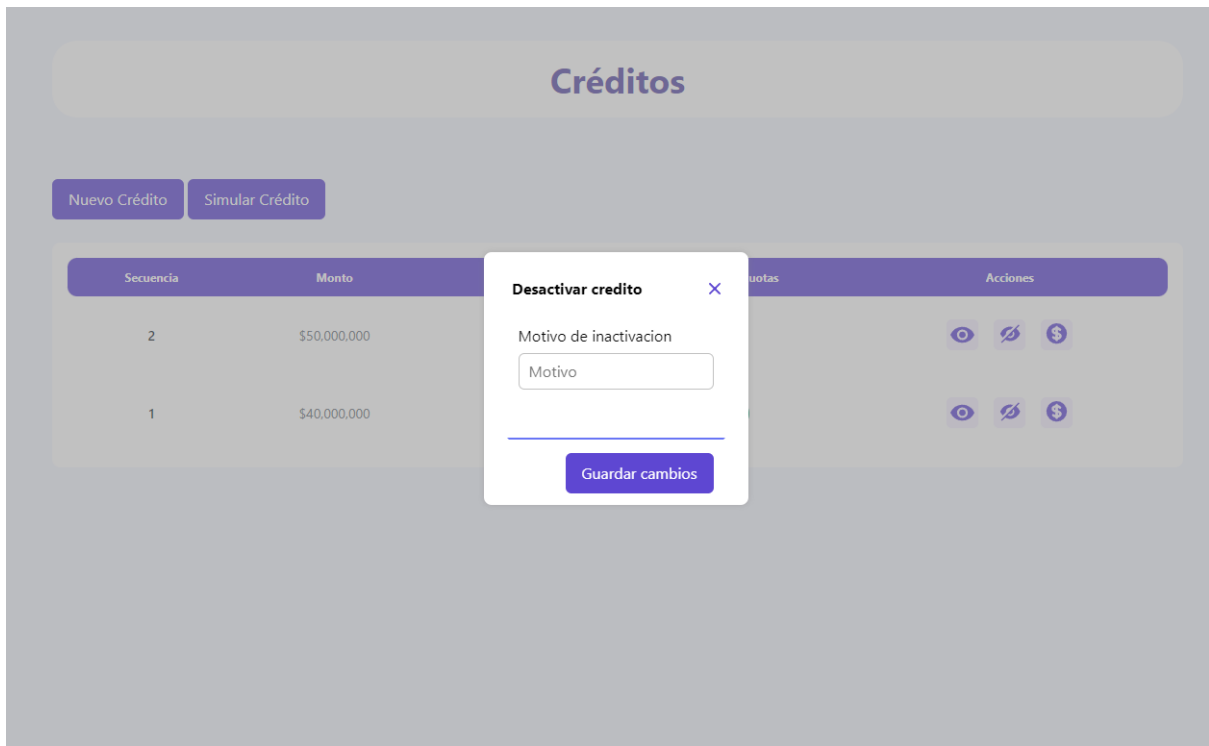 Créditos
Nuevo Crédito Simular Crédito
Secuencia Monto Acciones
Desactivar credito
2 $50,000,000
Motivo de inactivacion
Motivo
1 $40,000,000
Guardar cambios